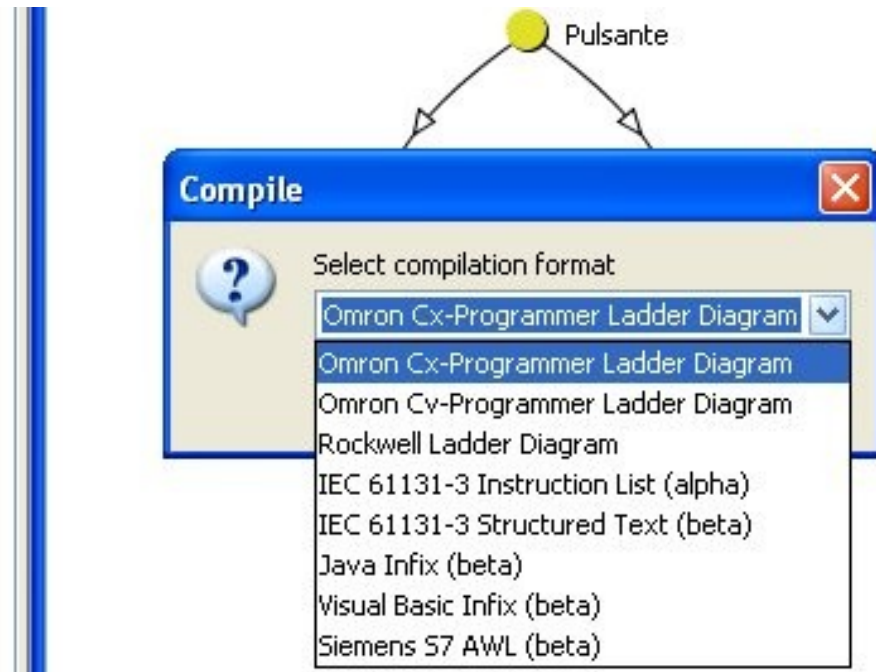 Pulsante
Compile
Select compilation format
Omron Cx-Programmer Ladder Diagram
Omron Cx-Programmer Ladder Diagram
Omron Cv-Programmer Ladder Diagram
Rockwell Ladder Diagram
IEC 61131-3 Instruction List (alpha)
IEC 61131-3 Structured Text (beta)
Java Infix (beta)
Visual Basic Infix (beta)
Siemens S7 AWL (beta)